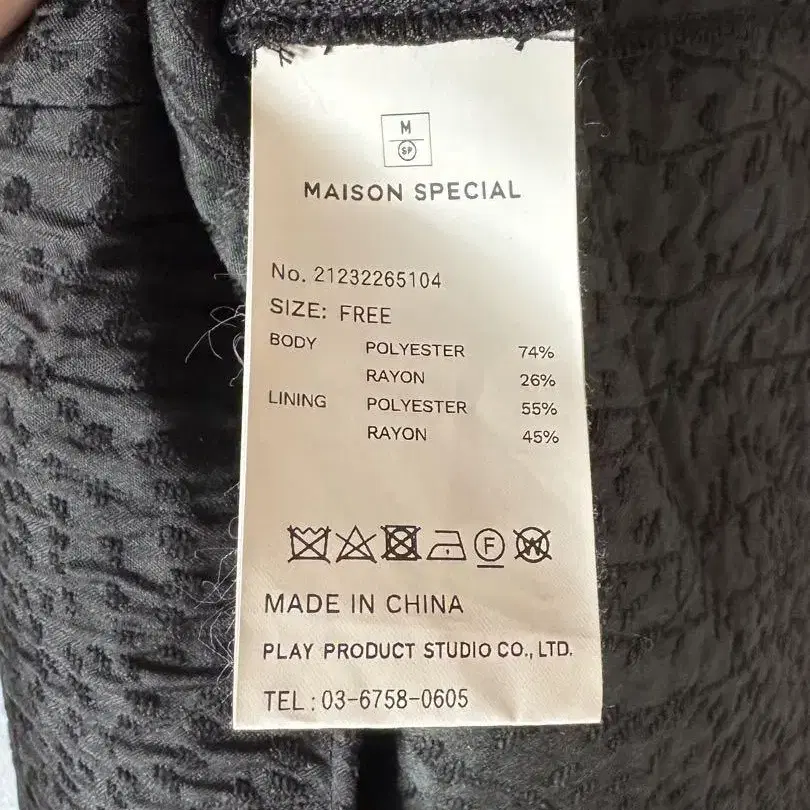 M
SP
MAISON SPECIAL
No. 21232265104
SIZE: FREE
BODY POLYESTER 74%
RAYON 26%
LINING POLYESTER 55%
RAYON 45%
F W
MADE IN CHINA
PLAY PRODUCT STUDIO CO., LTD.
TEL : 03-6758-0605